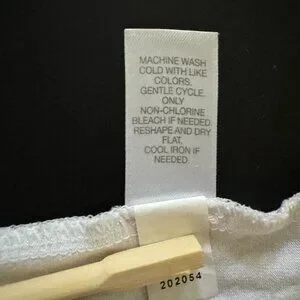 MACHINE WASH
COLD WITH LIKE
COLORS,
GENTLE CYCLE.
ONLY
NON-CHLORINE
BLEACH IF NEEDED.
RESHAPE AND DRY
FLAT,
COOL IRON IF
NEEDED.
202054